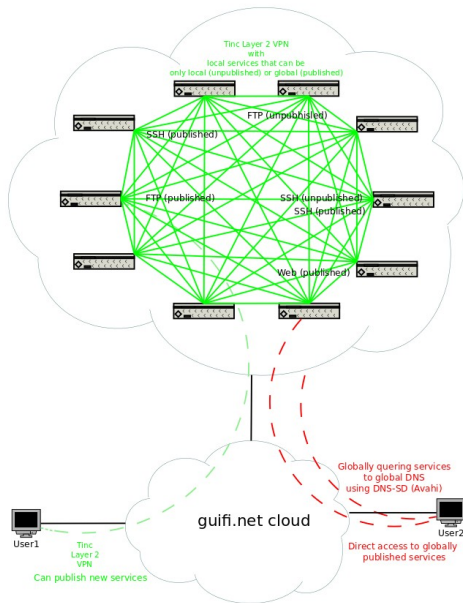 Tinc Layer 2 VPN
with
local services that can be
only local (unpublished) or global (published)
FTP (unpubhisled)
SSH (published)
FTP (published)
SSH (unpublished)
SSH (published)
Web (published)
Globally quering services
to global DNS
using DNS-SD (Avahi)
guifi.net cloud
User1
User2
Tinc
Layer 2
VPN
Can publish new services
Direct access to globally
published services